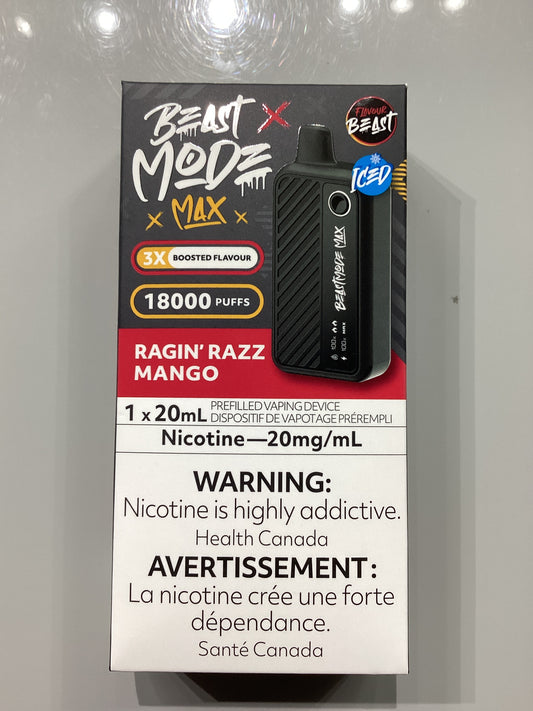 BEAST
MODE
x MAX x
FLAVOUR
BEAST
ICED
3X BOOSTED FLAVOUR
18000 PUFFS
BEASTMODE MAX
100%
100%
RAGIN' RAZZ
MANGO
1 x 20mL PREFILLED VAPING DEVICE
DISPOSITIF DE VAPOTAGE PRÉREMPLI
Nicotine—20mg/mL
WARNING:
Nicotine is highly addictive.
Health Canada
AVERTISSEMENT :
La nicotine crée une forte
dépendance.
Santé Canada